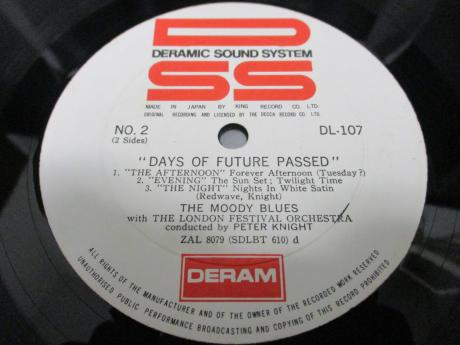 DERAMIC SOUND SYSTEM
DSS
MADE IN JAPAN BY KING RECORD CO. LTD.
ORIGINAL RECORDING AND LICENSED BY THE DECCA RECORD CO. LTD.
NO. 2 DL-107
(2 Sides)
"DAYS OF FUTURE PASSED"
1. "THE AFTERNOON" Forever Afternoon (Tuesday?)
2. "EVENING" The Sun Set; Twilight Time
3. "THE NIGHT" Nights In White Satin
(Redwave, Knight)
THE MOODY BLUES
with THE LONDON FESTIVAL ORCHESTRA
conducted by PETER KNIGHT
ZAL 8079 (SDLBT 610) d
DERAM
ALL RIGHTS OF THE MANUFACTURER AND OF THE OWNER OF THE RECORDED WORK RESERVED
UNAUTHORISED PUBLIC PERFORMANCE BROADCASTING AND COPYING OF THIS RECORD PROHIBITED